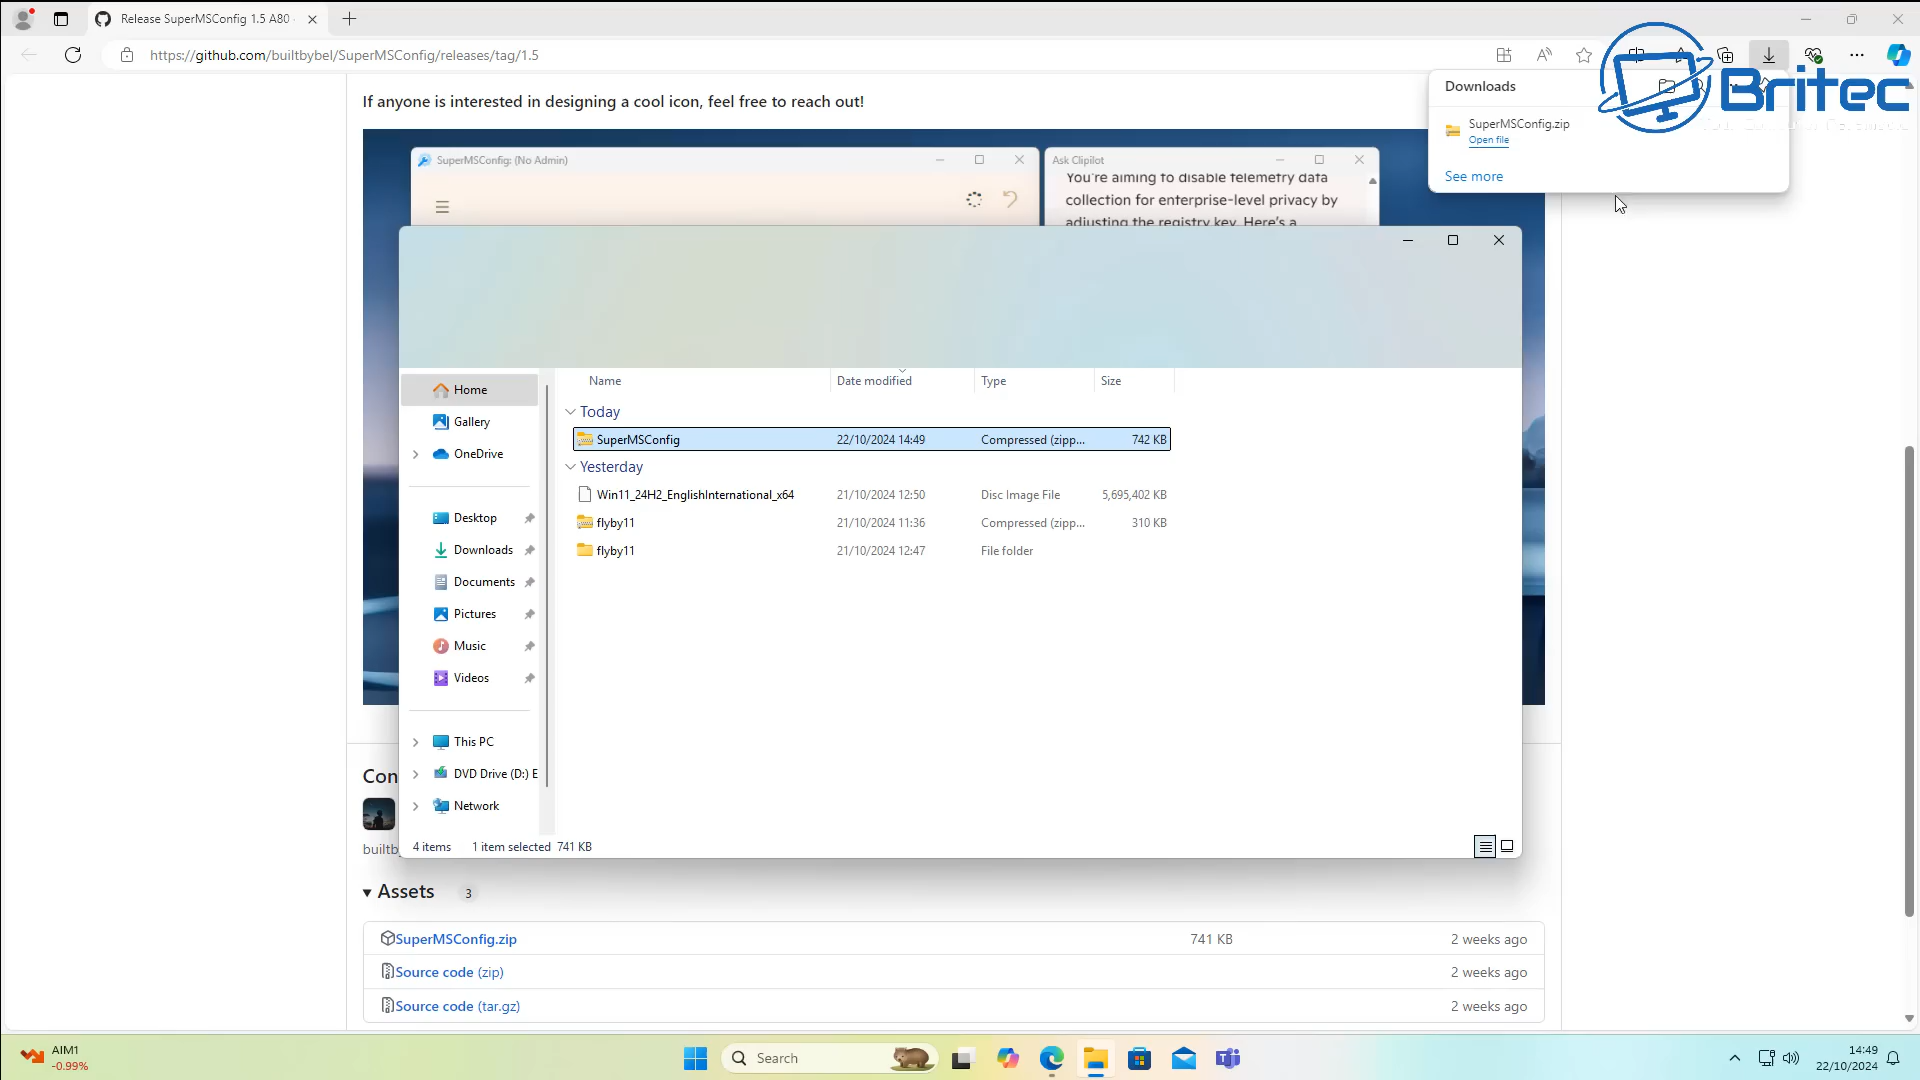 Release SuperMSConfig 1.5 A80
https://github.com/builtbybel/SuperMSConfig/releases/tag/1.5
Britec
Downloads
SuperMSConfig.zip
Open file
See more
If anyone is interested in designing a cool icon, feel free to reach out!
SuperMSConfig: (No Admin)
Ask Clipilot
You're aiming to disable telemetry data
collection for enterprise-level privacy by
adjusting the registry key. Here's a
Name Date modified Type Size
Home
Gallery
OneDrive
Desktop
Downloads
Documents
Pictures
Music
Videos
This PC
DVD Drive (D:) E
Network
Today
SuperMSConfig 22/10/2024 14:49 Compressed (zipp... 742 KB
Yesterday
Win11_24H2_EnglishInternational_x64 21/10/2024 12:50 Disc Image File 5,695,402 KB
flyby11 21/10/2024 11:36 Compressed (zipp... 310 KB
flyby11 21/10/2024 12:47 File folder
4 items 1 item selected 741 KB
Con
builtb
Assets 3
SuperMSConfig.zip 741 KB 2 weeks ago
Source code (zip) 2 weeks ago
Source code (tar.gz) 2 weeks ago
AIM1
-0.99%
Search
14:49
22/10/2024